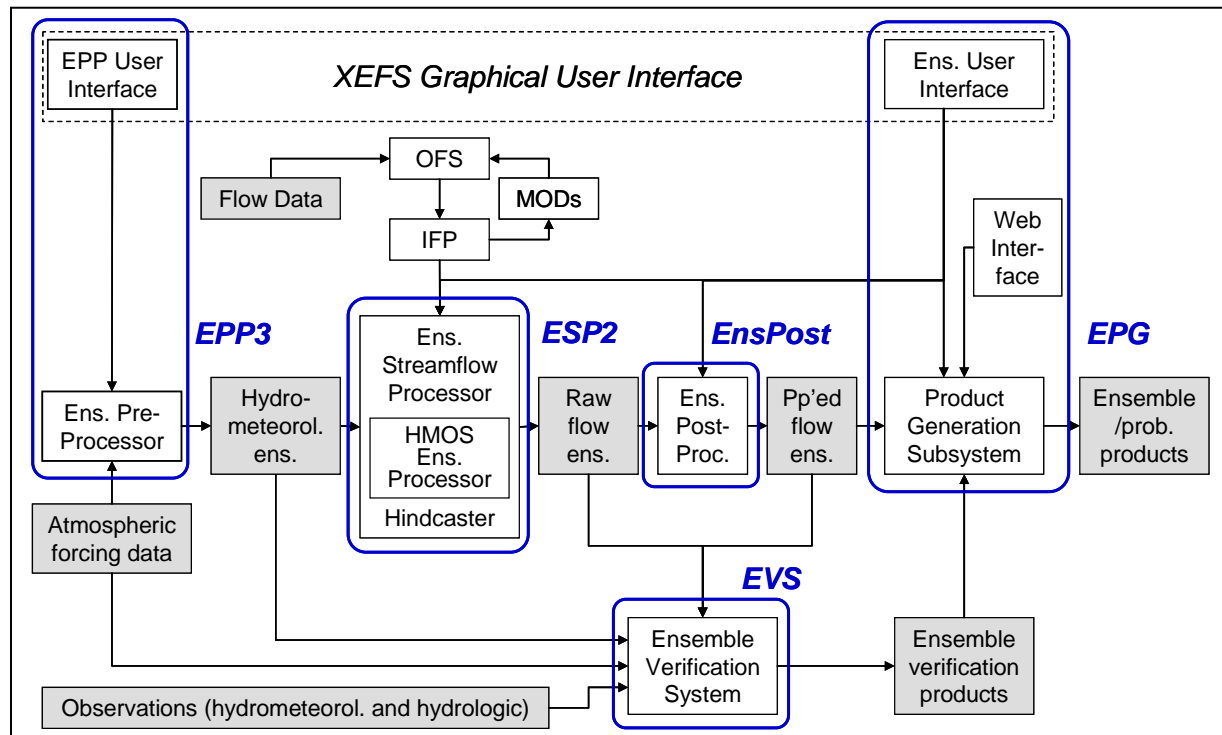 EPP User
Interface
XEFS Graphical User Interface
Ens. User
Interface
OFS
Flow Data
MODs
IFP
Web
Inter-
face
EPP3
ESP2
EnsPost
EPG
Ens. Pre-
Processor
Hydro-
meteorol.
ens.
Ens.
Streamflow
Processor
HMOS
Ens.
Processor
Hindcaster
Raw
flow
ens.
Ens.
Post-
Proc.
Pp'ed
flow
ens.
Product
Generation
Subsystem
Ensemble
/prob.
products
Atmospheric
forcing data
EVS
Ensemble
Verification
System
Ensemble
verification
products
Observations (hydrometeorol. and hydrologic)